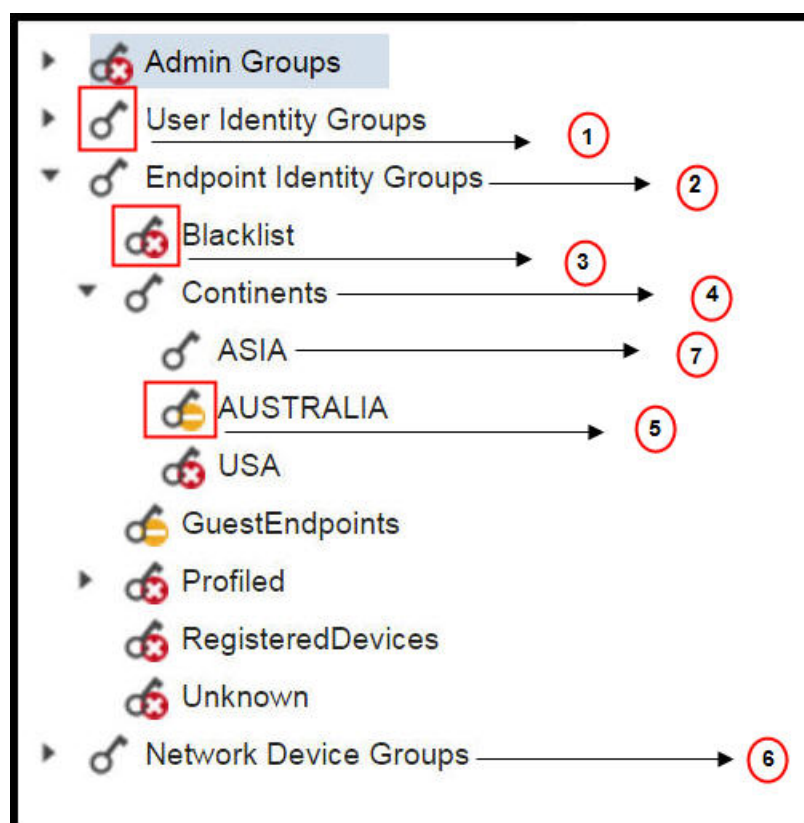 Admin Groups
User Identity Groups 1
Endpoint Identity Groups 2
Blacklist 3
Continents 4
ASIA 7
AUSTRALIA 5
USA
GuestEndpoints
Profiled
RegisteredDevices
Unknown
Network Device Groups 6